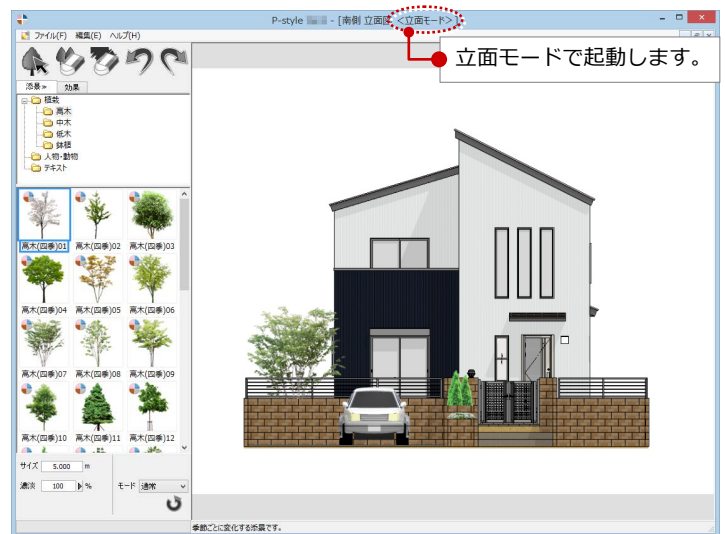 P-style - [南側 立面図 <立面モード>]
立面モードで起動します。
ファイル(F) 編集(E) ヘルプ(H)
添景» 効果
植栽
高木
中木
低木
鉢植
人物・動物
テキスト
高木(四季)01 高木(四季)02 高木(四季)03
高木(四季)04 高木(四季)05 高木(四季)06
高木(四季)07 高木(四季)08 高木(四季)09
高木(四季)10 高木(四季)11 高木(四季)12
サイズ 5.000 m
濃淡 100 % モード 通常
季節ごとに変化する添景です。